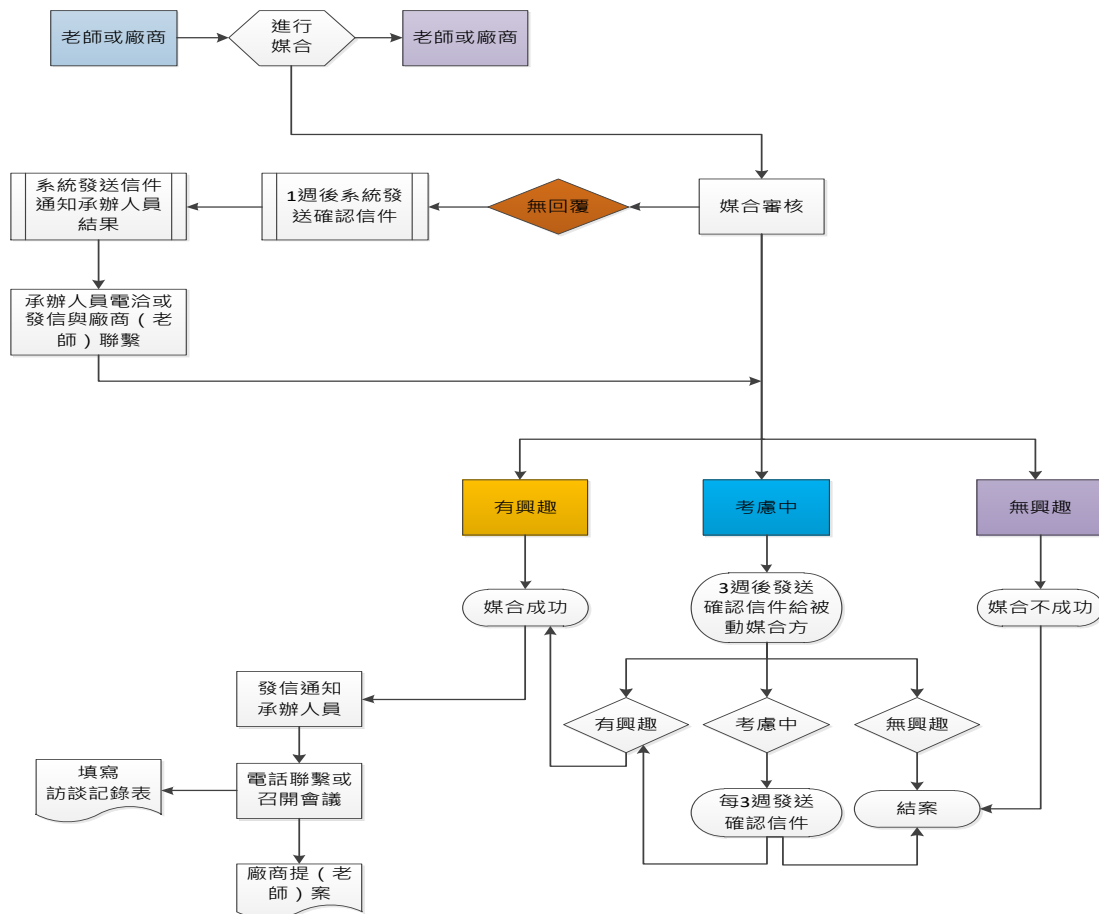 老師或廠商
進行
媒合
老師或廠商
系統發送信件
通知承辦人員
結果
1週後系統發
送確認信件
無回覆
媒合審核
承辦人員電洽或
發信與廠商（老
師）聯繫
有興趣
考慮中
無興趣
媒合成功
3週後發送
確認信件給被
動媒合方
媒合不成功
發信通知
承辦人員
有興趣
考慮中
無興趣
填寫
訪談記錄表
電話聯繫或
召開會議
每3週發送
確認信件
結案
廠商提（老
師）案